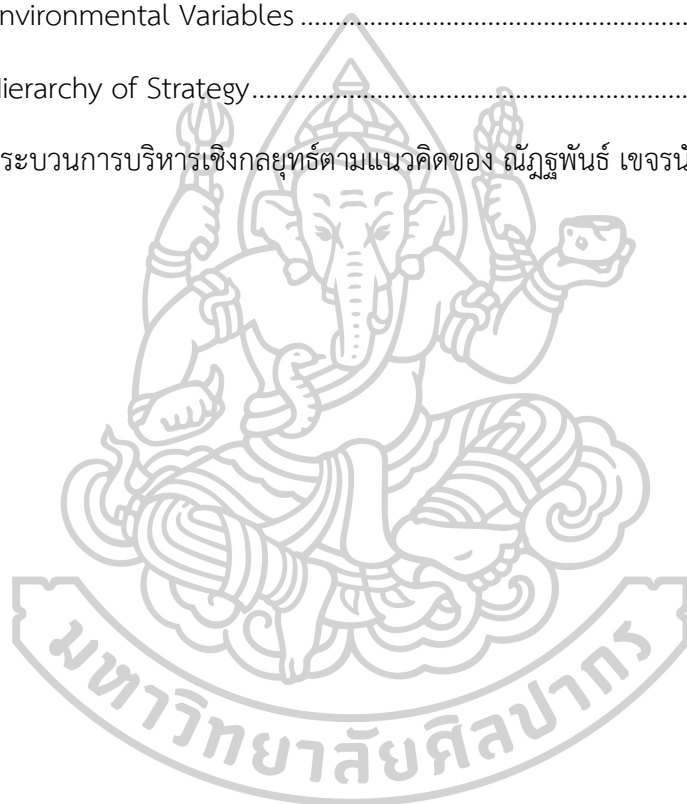 nvironmental Variables
Hierarchy of Strategy
ระบวนการบริหารเชิงกลยุทธ์ตามแนวคิดของ ณัฏฐพันธ์ เขจรนั
มหาวิทยาลัยศิลปากร